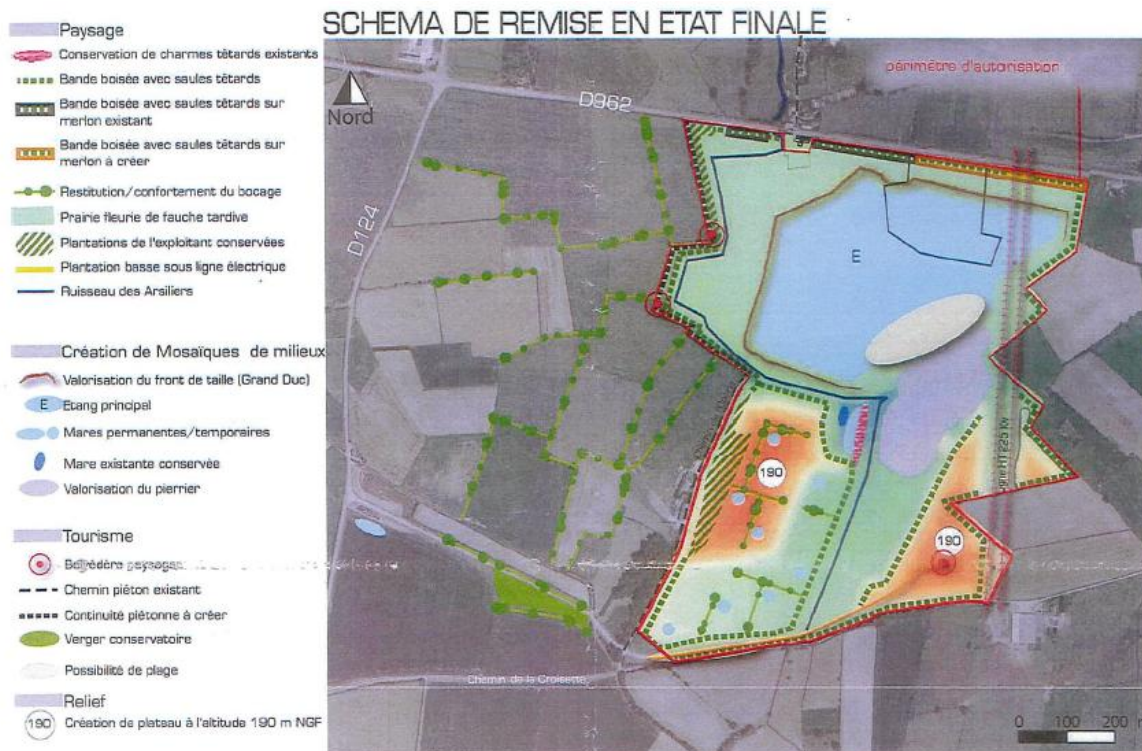 SCHEMA DE REMISE EN ETAT FINALE
Paysage
Conservation de charmes têtards existants
Bande boisée avec saules têtards
Bande boisée avec saules têtards sur
merlon existant
Bande boisée avec saules têtards sur
merlon à créer
Restitution/confortement du bocage
Prairie fleurie de fauche tardive
Plantations de l'exploitant conservées
Plantation basse sous ligne électrique
Ruisseau des Arsiliers
Création de Mosaïques de milieux
Valorisation du front de taille (Grand Duc)
E Etang principal
Mares permanentes/temporaires
Mare existante conservée
Valorisation du pierrier
Tourisme
Belvédère paysager
Chemin piéton existant
Continuité piétonne à créer
Verger conservatoire
Possibilité de plage
Relief
190 Création de plateau à l'altitude 190 m NGF
périmètre d'autorisation
Nord
D962
D124
E
190
190
ligne HT 225 kv
Chemin de la Croisette
0 100 200